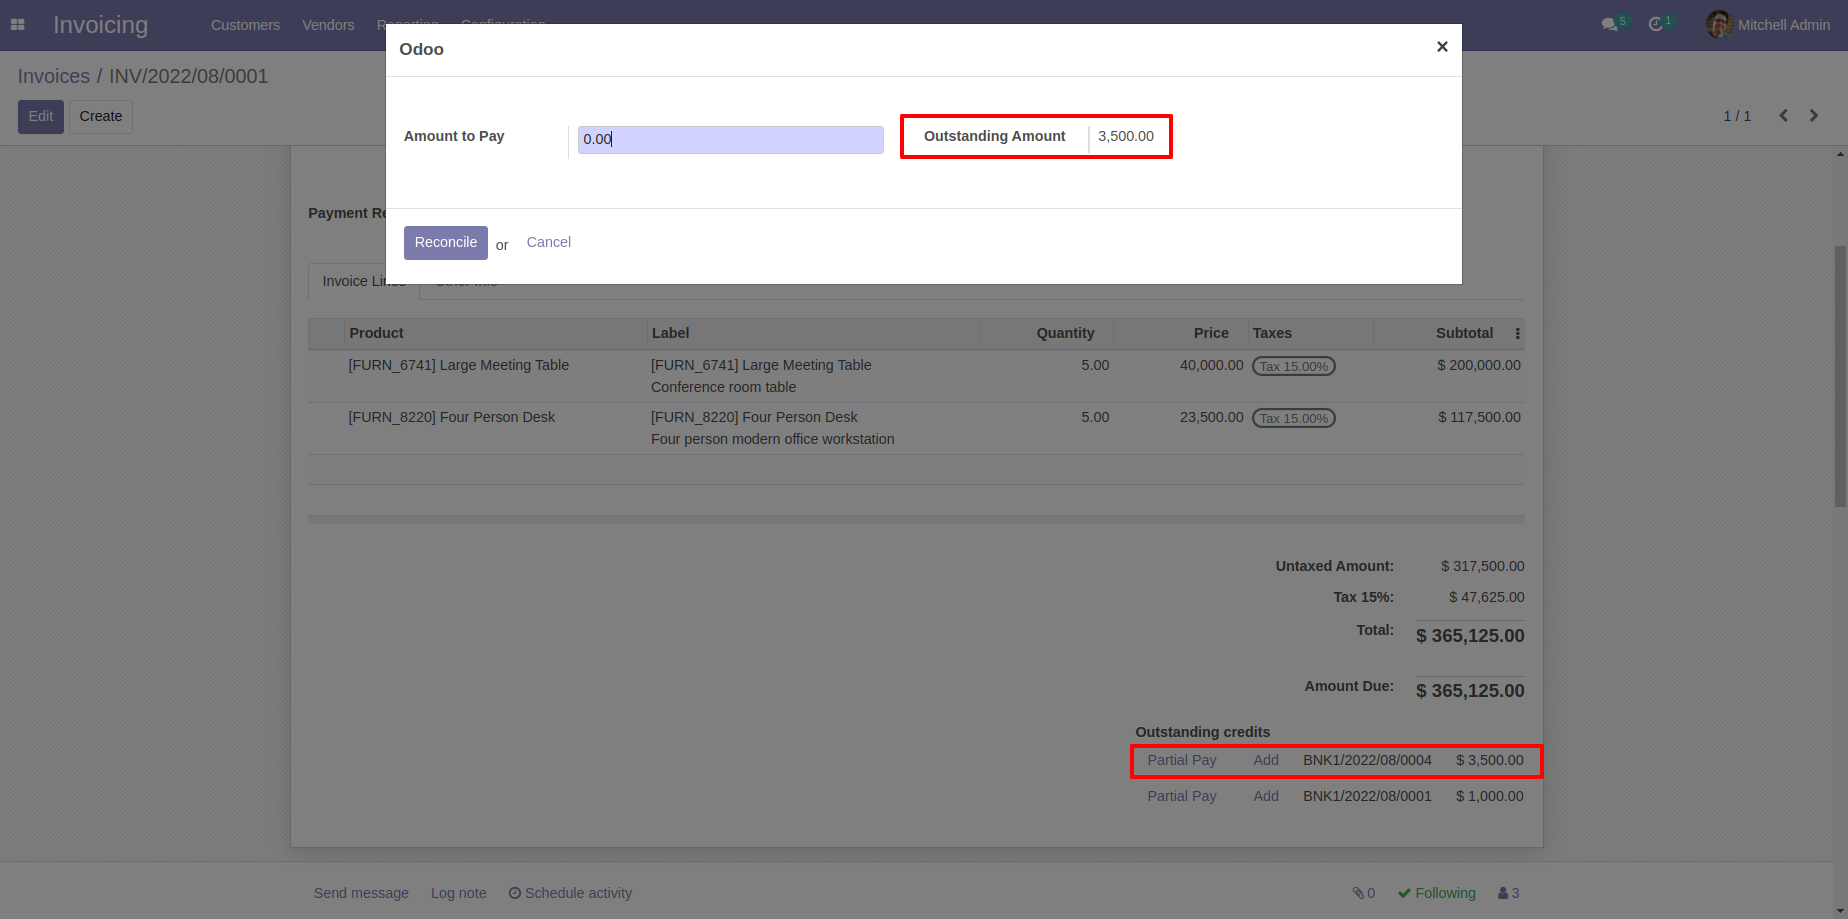 Invoicing Customers Vendors Reporting Configuration 5 1 Mitchell Admin
Odoo ×
Invoices / INV/2022/08/0001
Edit Create
1 / 1
Amount to Pay 0.00 Outstanding Amount 3,500.00
Payment Re
Reconcile or Cancel
Invoice Lines Other Info
Product Label Quantity Price Taxes Subtotal
[FURN_6741] Large Meeting Table [FURN_6741] Large Meeting Table 5.00 40,000.00 Tax 15.00% $ 200,000.00
Conference room table
[FURN_8220] Four Person Desk [FURN_8220] Four Person Desk 5.00 23,500.00 Tax 15.00% $ 117,500.00
Four person modern office workstation
Untaxed Amount: $ 317,500.00
Tax 15%: $ 47,625.00
Total: $ 365,125.00
Amount Due: $ 365,125.00
Outstanding credits
Partial Pay Add BNK1/2022/08/0004 $ 3,500.00
Partial Pay Add BNK1/2022/08/0001 $ 1,000.00
Send message Log note Schedule activity 0 Following 3